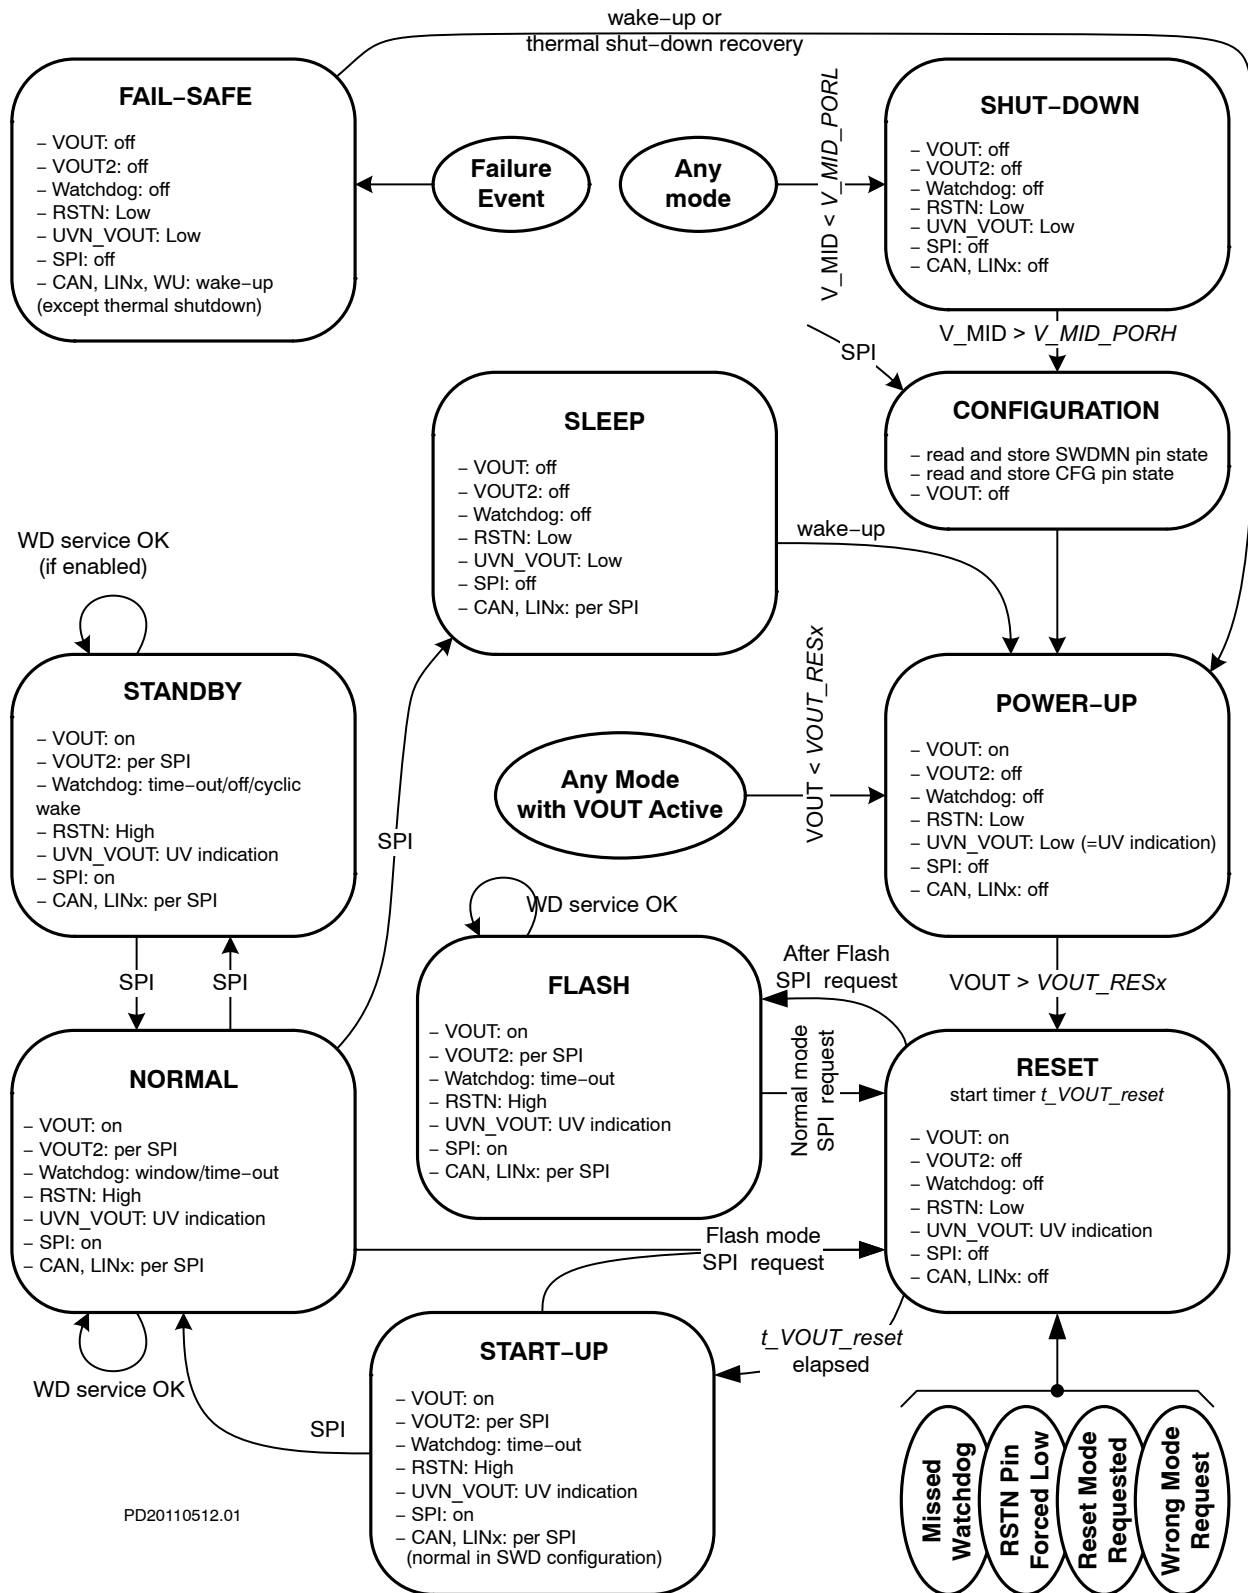 wake−up or
thermal shut−down recovery
FAIL−SAFE
− VOUT: off
− VOUT2: off
− Watchdog: off
− RSTN: Low
− UVN_VOUT: Low
− SPI: off
− CAN, LINx, WU: wake−up
(except thermal shutdown)
Failure
Event
Any
mode
V_MID < V_MID_PORL
SHUT−DOWN
− VOUT: off
− VOUT2: off
− Watchdog: off
− RSTN: Low
− UVN_VOUT: Low
− SPI: off
− CAN, LINx: off
V_MID > V_MID_PORH
SPI
CONFIGURATION
− read and store SWDMN pin state
− read and store CFG pin state
− VOUT: off
SLEEP
− VOUT: off
− VOUT2: off
− Watchdog: off
− RSTN: Low
− UVN_VOUT: Low
− SPI: off
− CAN, LINx: per SPI
wake−up
WD service OK
(if enabled)
STANDBY
− VOUT: on
− VOUT2: per SPI
− Watchdog: time−out/off/cyclic
wake
− RSTN: High
− UVN_VOUT: UV indication
− SPI: on
− CAN, LINx: per SPI
SPI
SPI
SPI
Any Mode
with VOUT Active
VOUT < VOUT_RESx
POWER−UP
− VOUT: on
− VOUT2: off
− Watchdog: off
− RSTN: Low
− UVN_VOUT: Low (=UV indication)
− SPI: off
− CAN, LINx: off
VOUT > VOUT_RESx
WD service OK
FLASH
− VOUT: on
− VOUT2: per SPI
− Watchdog: time−out
− RSTN: High
− UVN_VOUT: UV indication
− SPI: on
− CAN, LINx: per SPI
After Flash
SPI request
Normal mode
SPI request
RESET
start timer t_VOUT_reset
− VOUT: on
− VOUT2: off
− Watchdog: off
− RSTN: Low
− UVN_VOUT: UV indication
− SPI: off
− CAN, LINx: off
NORMAL
− VOUT: on
− VOUT2: per SPI
− Watchdog: window/time−out
− RSTN: High
− UVN_VOUT: UV indication
− SPI: on
− CAN, LINx: per SPI
Flash mode
SPI request
WD service OK
SPI
START−UP
− VOUT: on
− VOUT2: per SPI
− Watchdog: time−out
− RSTN: High
− UVN_VOUT: UV indication
− SPI: on
− CAN, LINx: per SPI
(normal in SWD configuration)
t_VOUT_reset
elapsed
Missed
Watchdog
RSTN Pin
Forced Low
Reset Mode
Requested
Wrong Mode
Request
PD20110512.01